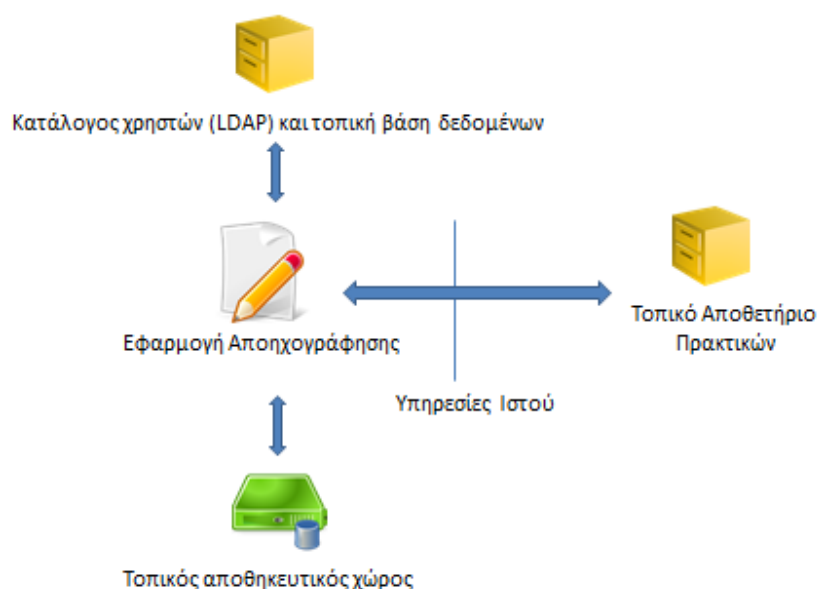 Κατάλογος χρηστών (LDAP) και τοπική βάση δεδομένων
Εφαρμογή Αποηχογράφησης
Τοπικό Αποθετήριο
Πρακτικών
Υπηρεσίες Ιστού
Τοπικός αποθηκευτικός χώρος